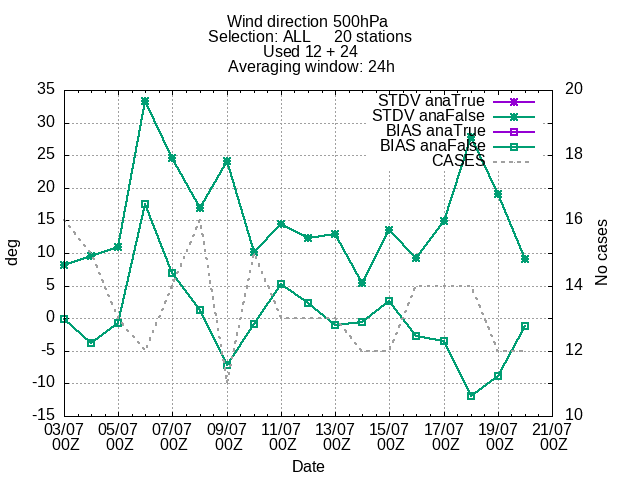 Wind direction 500hPa
Selection: ALL 20 stations
Used 12 + 24
Averaging window: 24h
35 20
STDV anaTrue
STDV anaFalse
30
BIAS anaTrue
BIAS anaFalse
25 18
CASES
20
15 16
10
5
0 14
-5 12
-10
-15 10
deg
No cases
03/07 05/07 07/07 09/07 11/07 13/07 15/07 17/07 19/07 21/07
00Z 00Z 00Z 00Z 00Z 00Z 00Z 00Z 00Z 00Z
Date